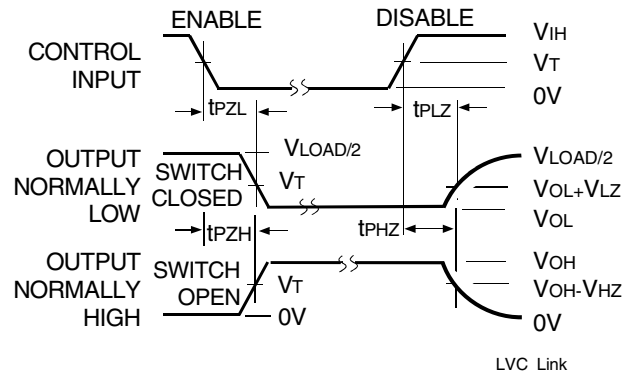 ENABLE
DISABLE
CONTROL
INPUT
VIH
VT
0V
tPZL
tPLZ
OUTPUT
NORMALLY
LOW
SWITCH
CLOSED
VLOAD/2
VT
VLOAD/2
VOL+VLZ
VOL
tPZH
tPHZ
OUTPUT
NORMALLY
HIGH
SWITCH
OPEN
VT
0V
VOH
VOH-VHZ
0V
LVC Link